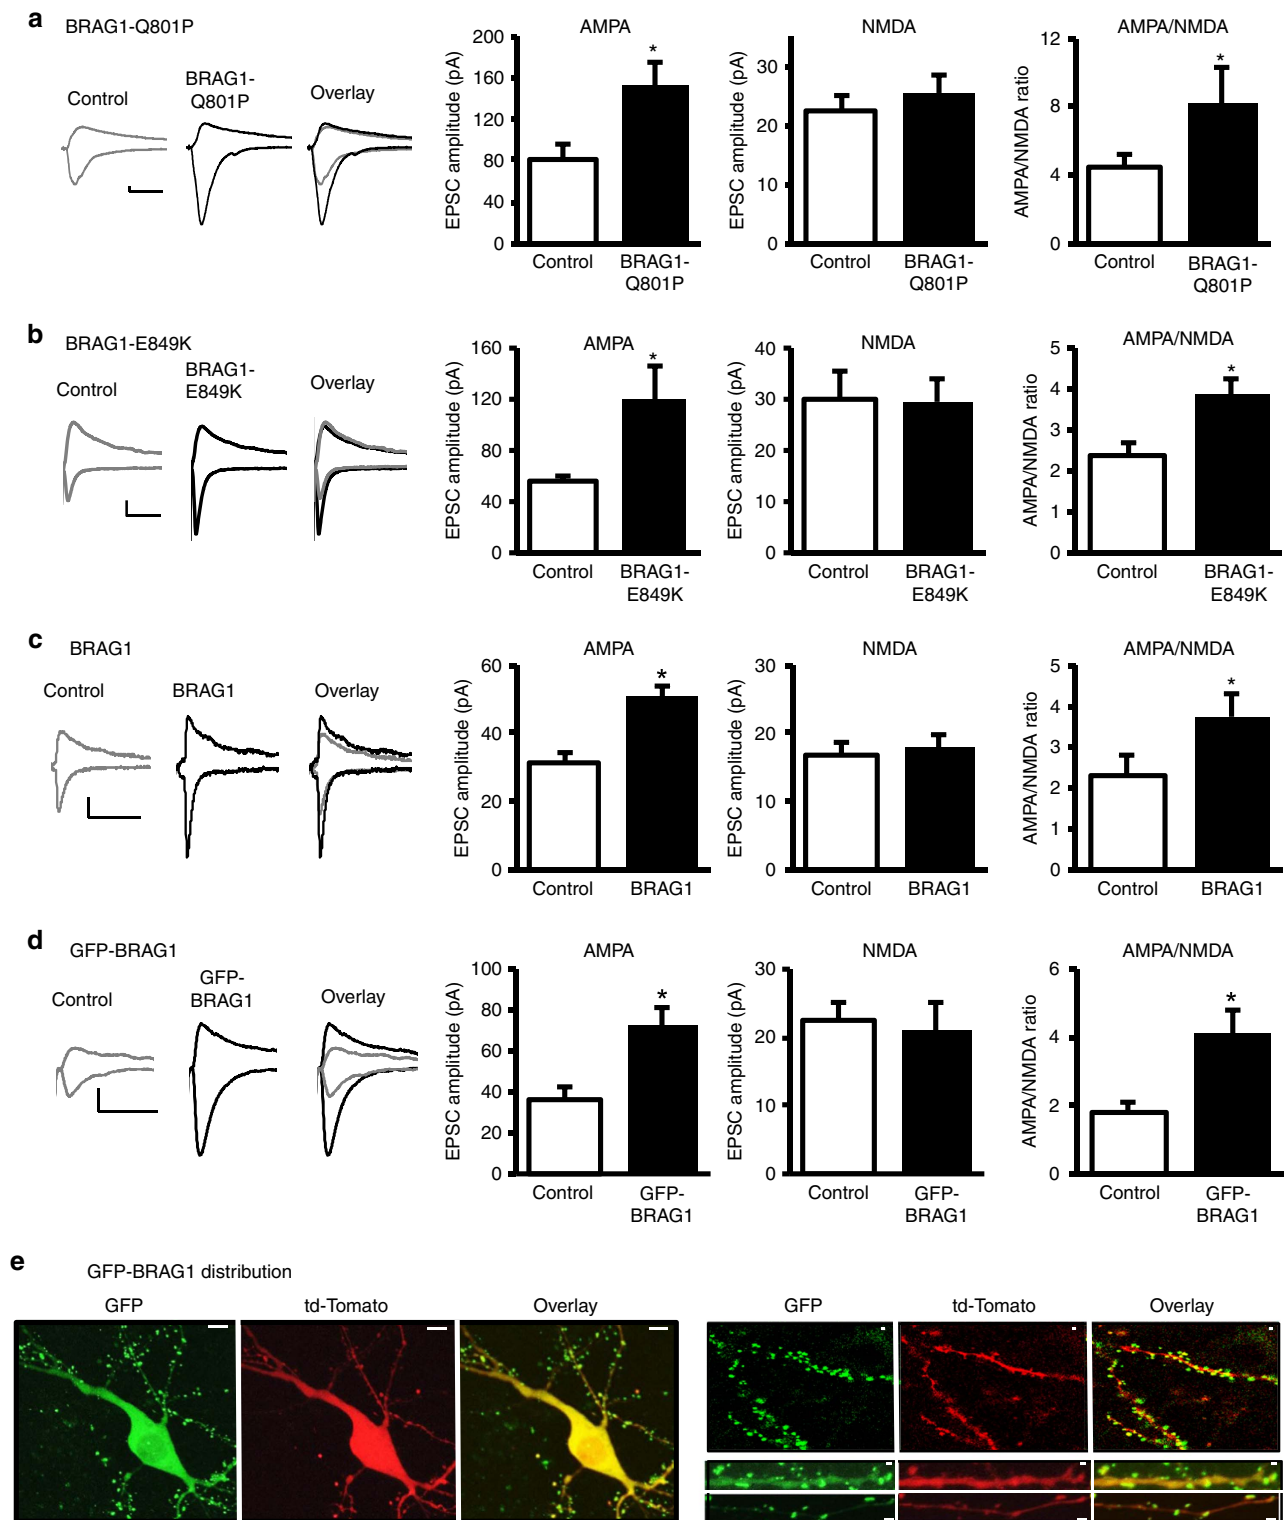 a
BRAG1-Q801P
Control
BRAG1-
Q801P
Overlay
AMPA
EPSC amplitude (pA)
200
160
120
80
40
0
*
Control
BRAG1-
Q801P
NMDA
EPSC amplitude (pA)
30
20
10
0
Control
BRAG1-
Q801P
AMPA/NMDA
AMPA/NMDA ratio
12
8
4
0
*
Control
BRAG1-
Q801P
b
BRAG1-E849K
Control
BRAG1-
E849K
Overlay
AMPA
EPSC amplitude (pA)
160
120
80
40
0
*
Control
BRAG1-
E849K
NMDA
EPSC amplitude (pA)
40
30
20
10
0
Control
BRAG1-
E849K
AMPA/NMDA
AMPA/NMDA ratio
5
4
3
2
1
0
*
Control
BRAG1-
E849K
c
BRAG1
Control
BRAG1
Overlay
AMPA
EPSC amplitude (pA)
60
40
20
0
*
Control
BRAG1
NMDA
EPSC amplitude (pA)
30
20
10
0
Control
BRAG1
AMPA/NMDA
AMPA/NMDA ratio
5
4
3
2
1
0
*
Control
BRAG1
d
GFP-BRAG1
Control
GFP-
BRAG1
Overlay
AMPA
EPSC amplitude (pA)
100
80
60
40
20
0
*
Control
GFP-
BRAG1
NMDA
EPSC amplitude (pA)
30
20
10
0
Control
GFP-
BRAG1
AMPA/NMDA
AMPA/NMDA ratio
6
4
2
0
*
Control
GFP-
BRAG1
e
GFP-BRAG1 distribution
GFP
td-Tomato
Overlay
GFP
td-Tomato
Overlay